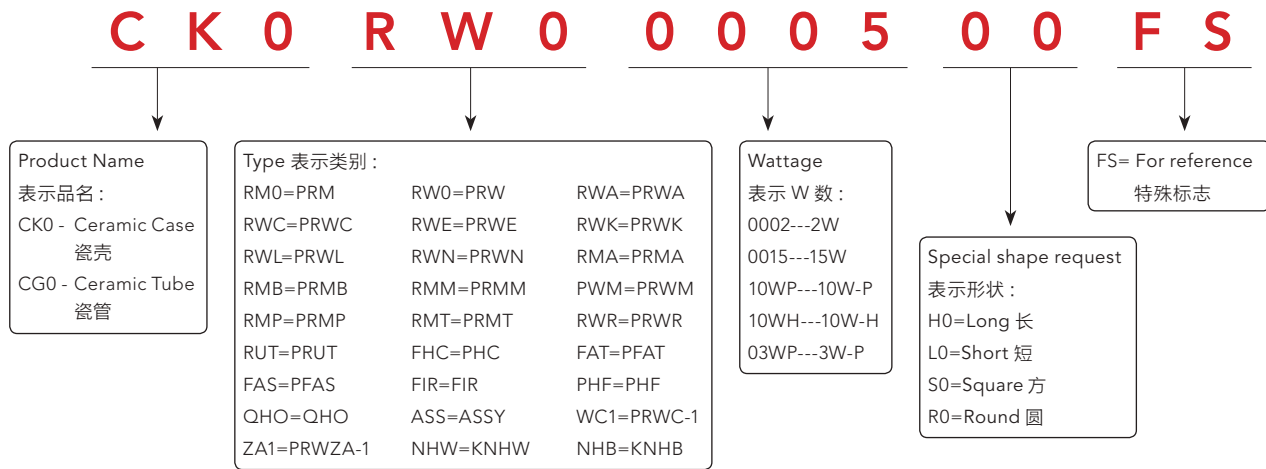 C K 0 R W 0 0 0 0 5 0 0 F S
Product Name
表示品名 :
CK0 - Ceramic Case
瓷壳
CG0 - Ceramic Tube
瓷管
Type 表示类别 :
RM0=PRM RW0=PRW RWA=PRWA
RWC=PRWC RWE=PRWE RWK=PRWK
RWL=PRWL RWN=PRWN RMA=PRMA
RMB=PRMB RMM=PRMM PWM=PRWM
RMP=PRMP RMT=PRMT RWR=PRWR
RUT=PRUT FHC=PHC FAT=PFAT
FAS=PFAS FIR=FIR PHF=PHF
QHO=QHO ASS=ASSY WC1=PRWC-1
ZA1=PRWZA-1 NHW=KNHW NHB=KNHB
Wattage
表示 W 数 :
0002---2W
0015---15W
10WP---10W-P
10WH---10W-H
03WP---3W-P
Special shape request
表示形状 :
H0=Long 长
L0=Short 短
S0=Square 方
R0=Round 圆
FS= For reference
特殊标志